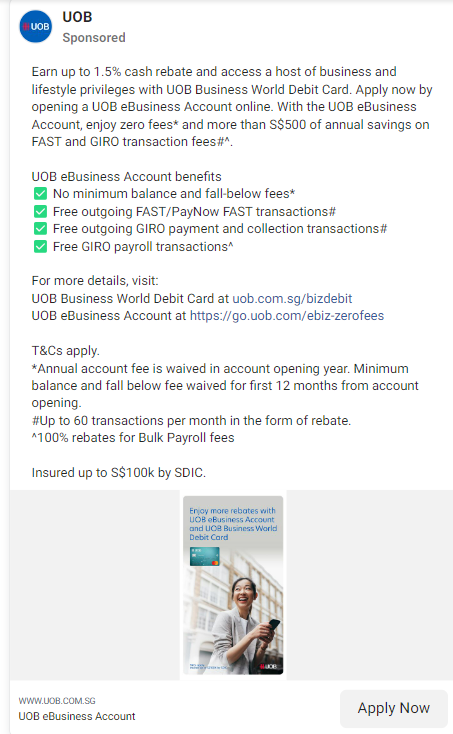 UOB
UOB
Sponsored
Earn up to 1.5% cash rebate and access a host of business and
lifestyle privileges with UOB Business World Debit Card. Apply now by
opening a UOB eBusiness Account online. With the UOB eBusiness
Account, enjoy zero fees* and more than S$500 of annual savings on
FAST and GIRO transaction fees#^.
UOB eBusiness Account benefits
✅ No minimum balance and fall-below fees*
✅ Free outgoing FAST/PayNow FAST transactions#
✅ Free outgoing GIRO payment and collection transactions#
✅ Free GIRO payroll transactions^
For more details, visit:
UOB Business World Debit Card at uob.com.sg/bizdebit
UOB eBusiness Account at https://go.uob.com/ebiz-zerofees
T&Cs apply.
*Annual account fee is waived in account opening year. Minimum
balance and fall below fee waived for first 12 months from account
opening.
#Up to 60 transactions per month in the form of rebate.
^100% rebates for Bulk Payroll fees
Insured up to S$100k by SDIC.
Enjoy more rebates with
UOB eBusiness Account
and UOB Business World
Debit Card
UOB
WWW.UOB.COM.SG
UOB eBusiness Account
Apply Now